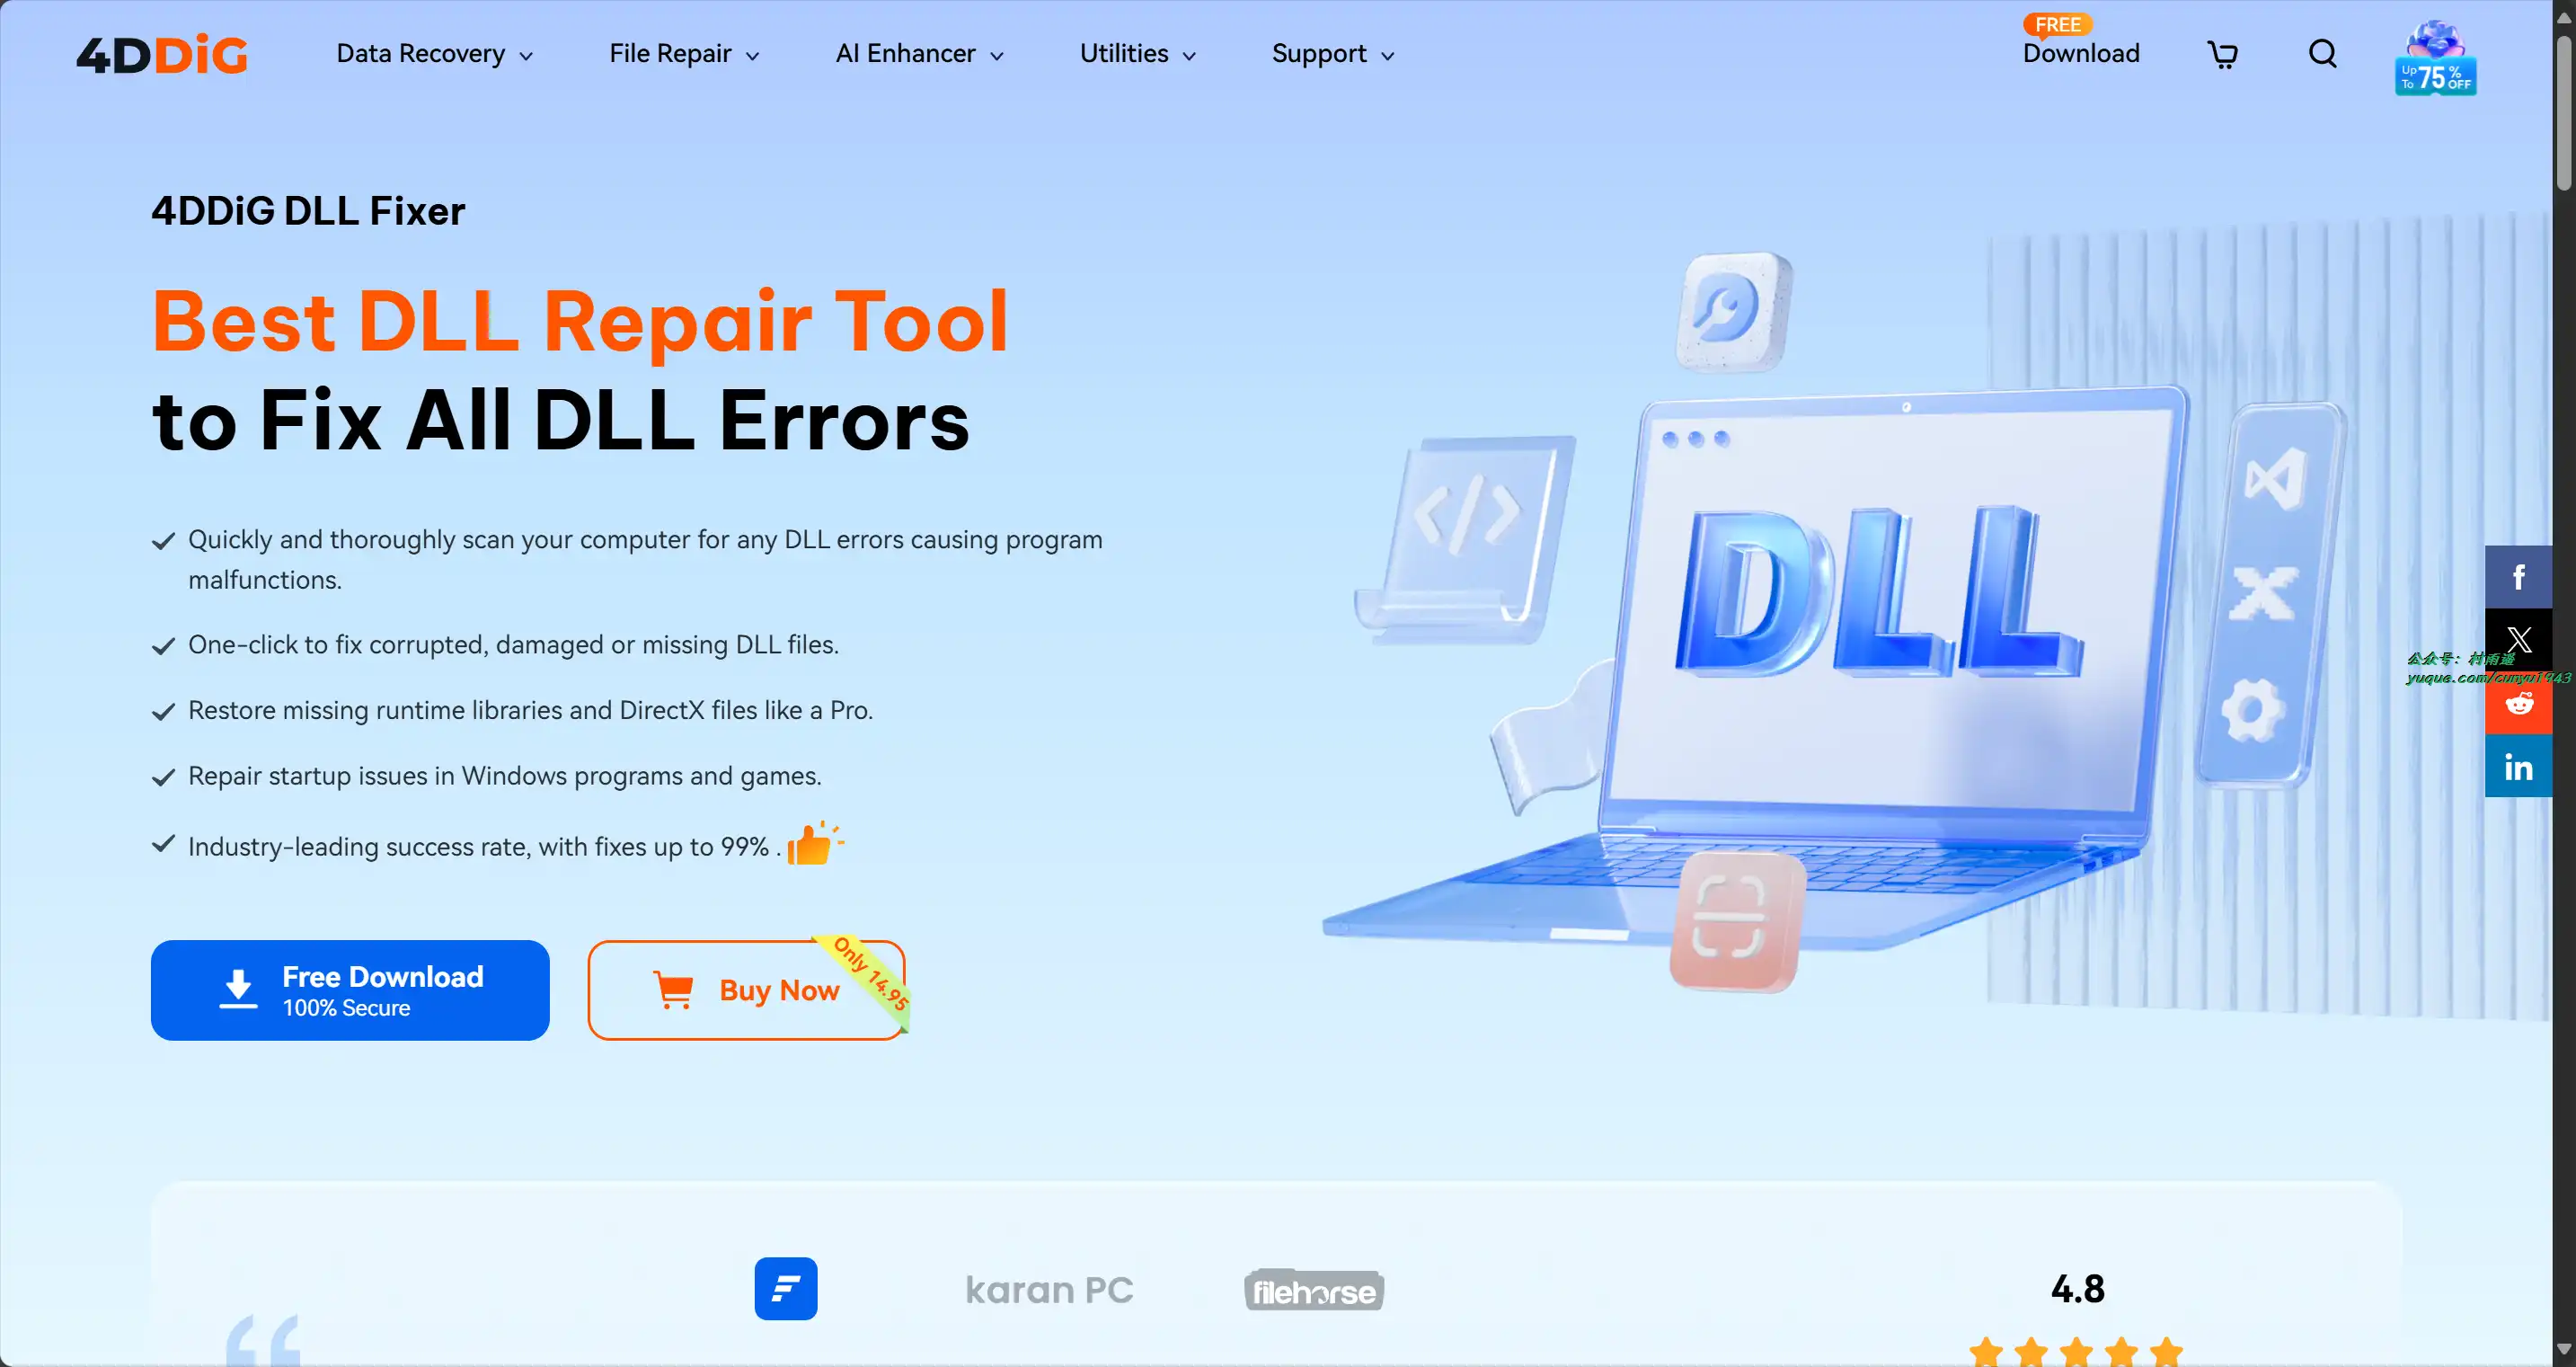 4DDiG
Data Recovery
File Repair
AI Enhancer
Utilities
Support
FREE
Download
Up To 75% OFF
4DDiG DLL Fixer
Best DLL Repair Tool
to Fix All DLL Errors
Quickly and thoroughly scan your computer for any DLL errors causing program
malfunctions.
One-click to fix corrupted, damaged or missing DLL files.
Restore missing runtime libraries and DirectX files like a Pro.
Repair startup issues in Windows programs and games.
Industry-leading success rate, with fixes up to 99% .
Free Download
100% Secure
Buy Now
Only 14.95
DLL
</>
f
X
公众号：村雨遥
yuque.com/cunyu1943
in
karan PC
filehorse
4.8